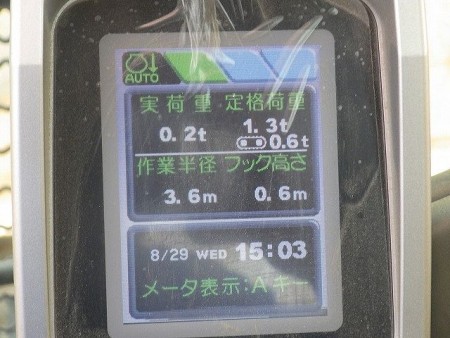 AUTO
実荷重 定格荷重
0.2t 1.3t
0.6t
作業半径 フック高さ
3.6m 0.6m
8/29 WED 15:03
メータ表示:Aキー